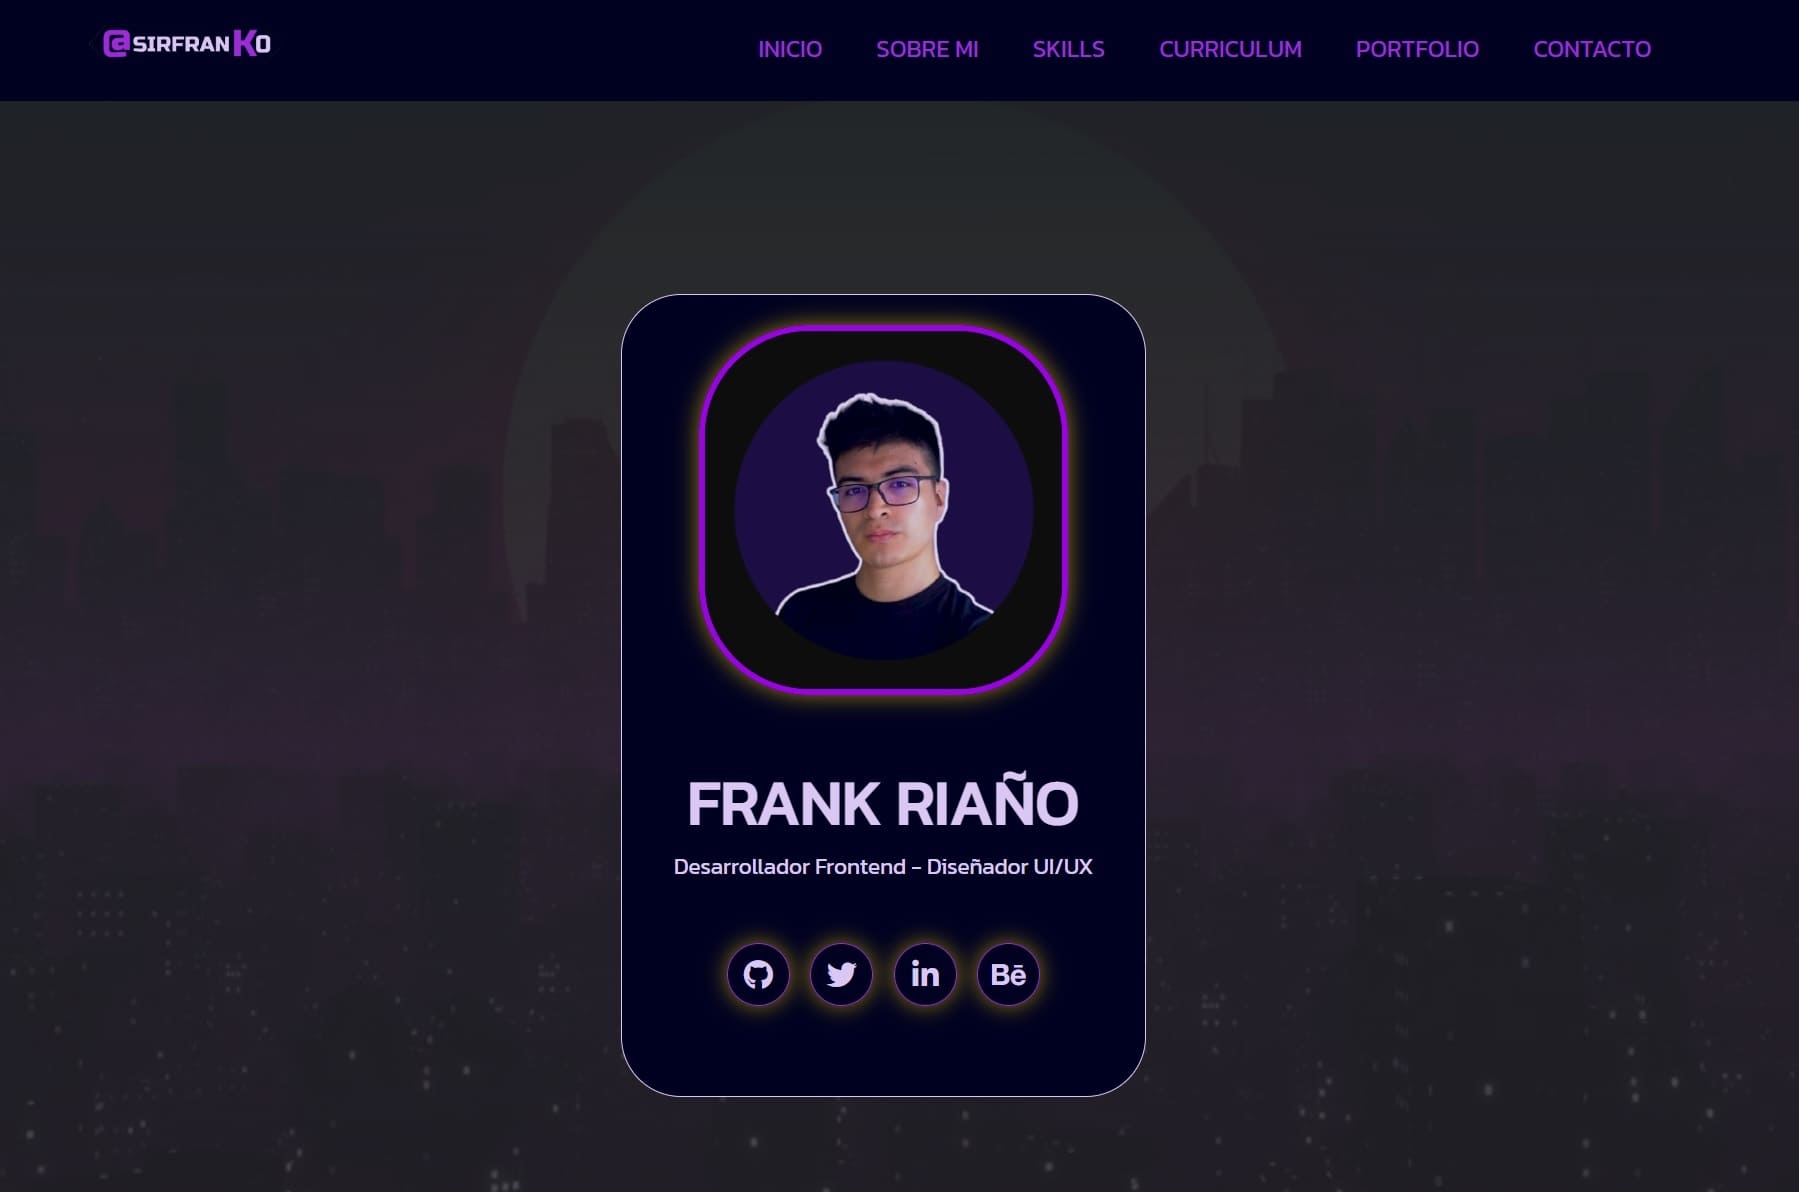 @SIRFRANKO
INICIO SOBRE MI SKILLS CURRICULUM PORTFOLIO CONTACTO
FRANK RIAÑO
Desarrollador Frontend - Diseñador UI/UX
in Bē